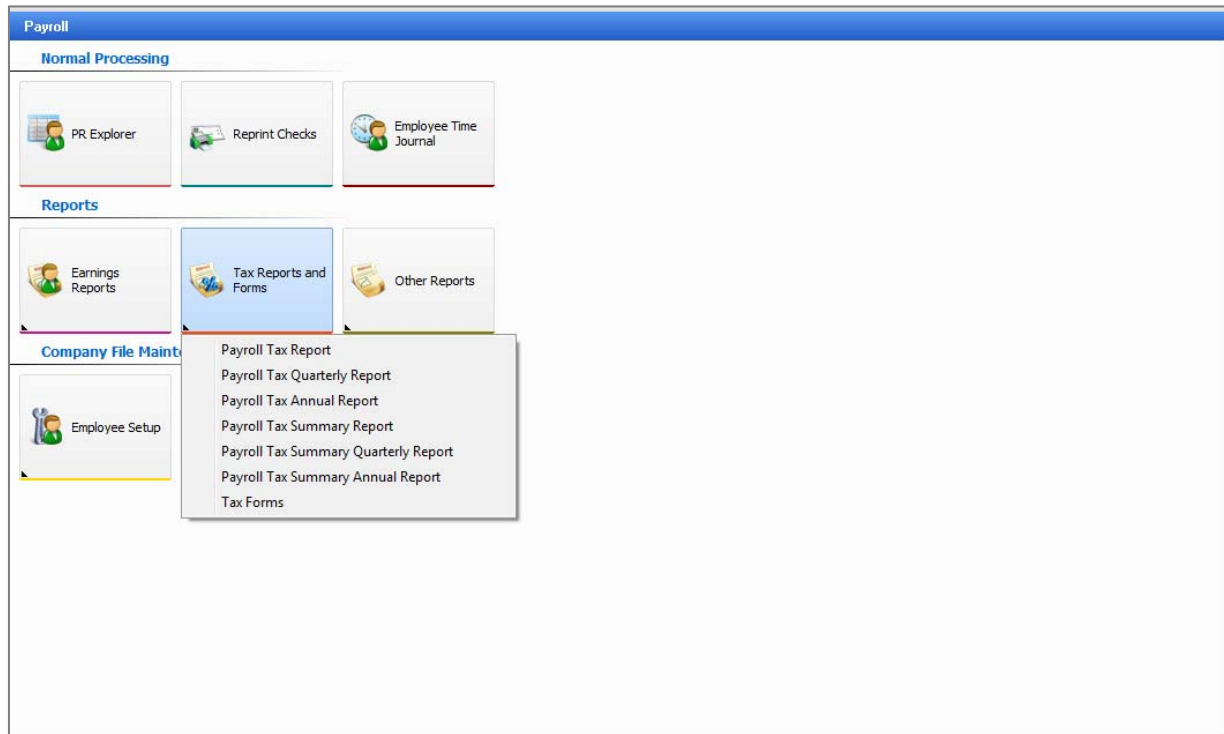 Payroll
Normal Processing
PR Explorer
Reprint Checks
Employee Time
Journal
Reports
Earnings
Reports
Tax Reports and
Forms
Other Reports
Company File Maint
Payroll Tax Report
Payroll Tax Quarterly Report
Payroll Tax Annual Report
Payroll Tax Summary Report
Payroll Tax Summary Quarterly Report
Payroll Tax Summary Annual Report
Tax Forms
Employee Setup